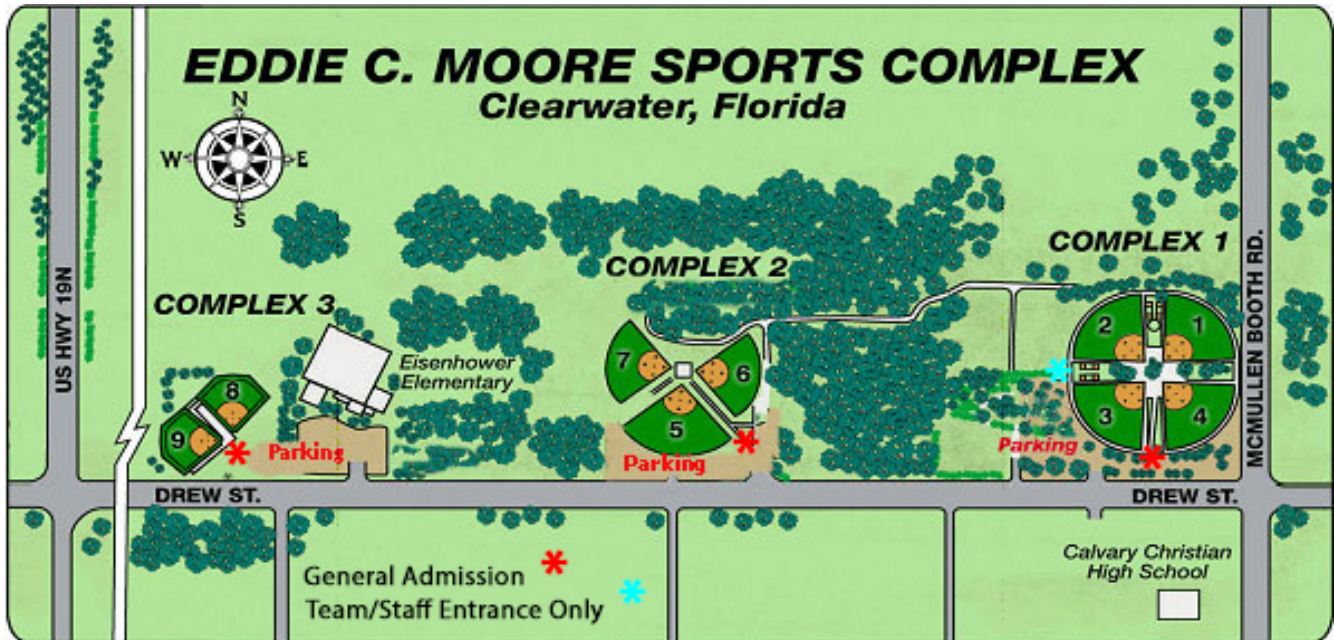 EDDIE C. MOORE SPORTS COMPLEX
Clearwater, Florida
N
W E
S
US HWY 19N
COMPLEX 3
COMPLEX 2
COMPLEX 1
MCMULLEN BOOTH RD.
Eisenhower
Elementary
8
9
7
6
5
2
1
3
4
Parking
Parking
Parking
DREW ST.
DREW ST.
General Admission
Team/Staff Entrance Only
Calvary Christian
High School